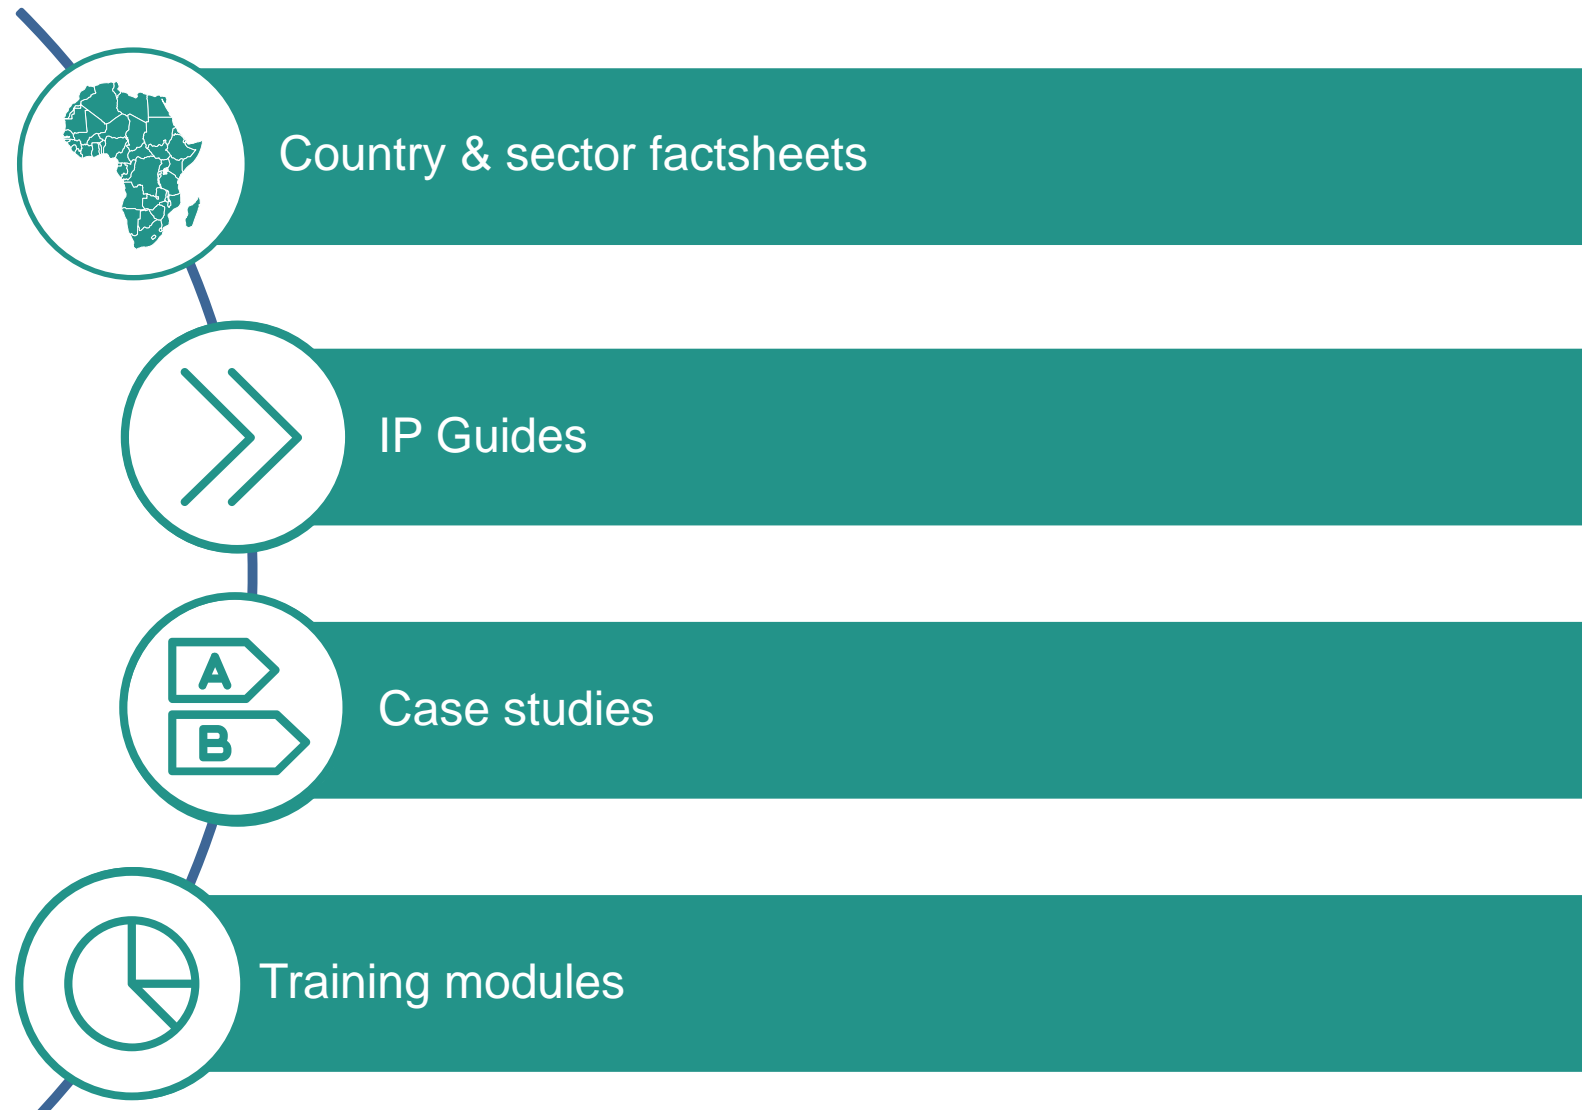 Country & sector factsheets
IP Guides
A
Case studies
B
Training modules